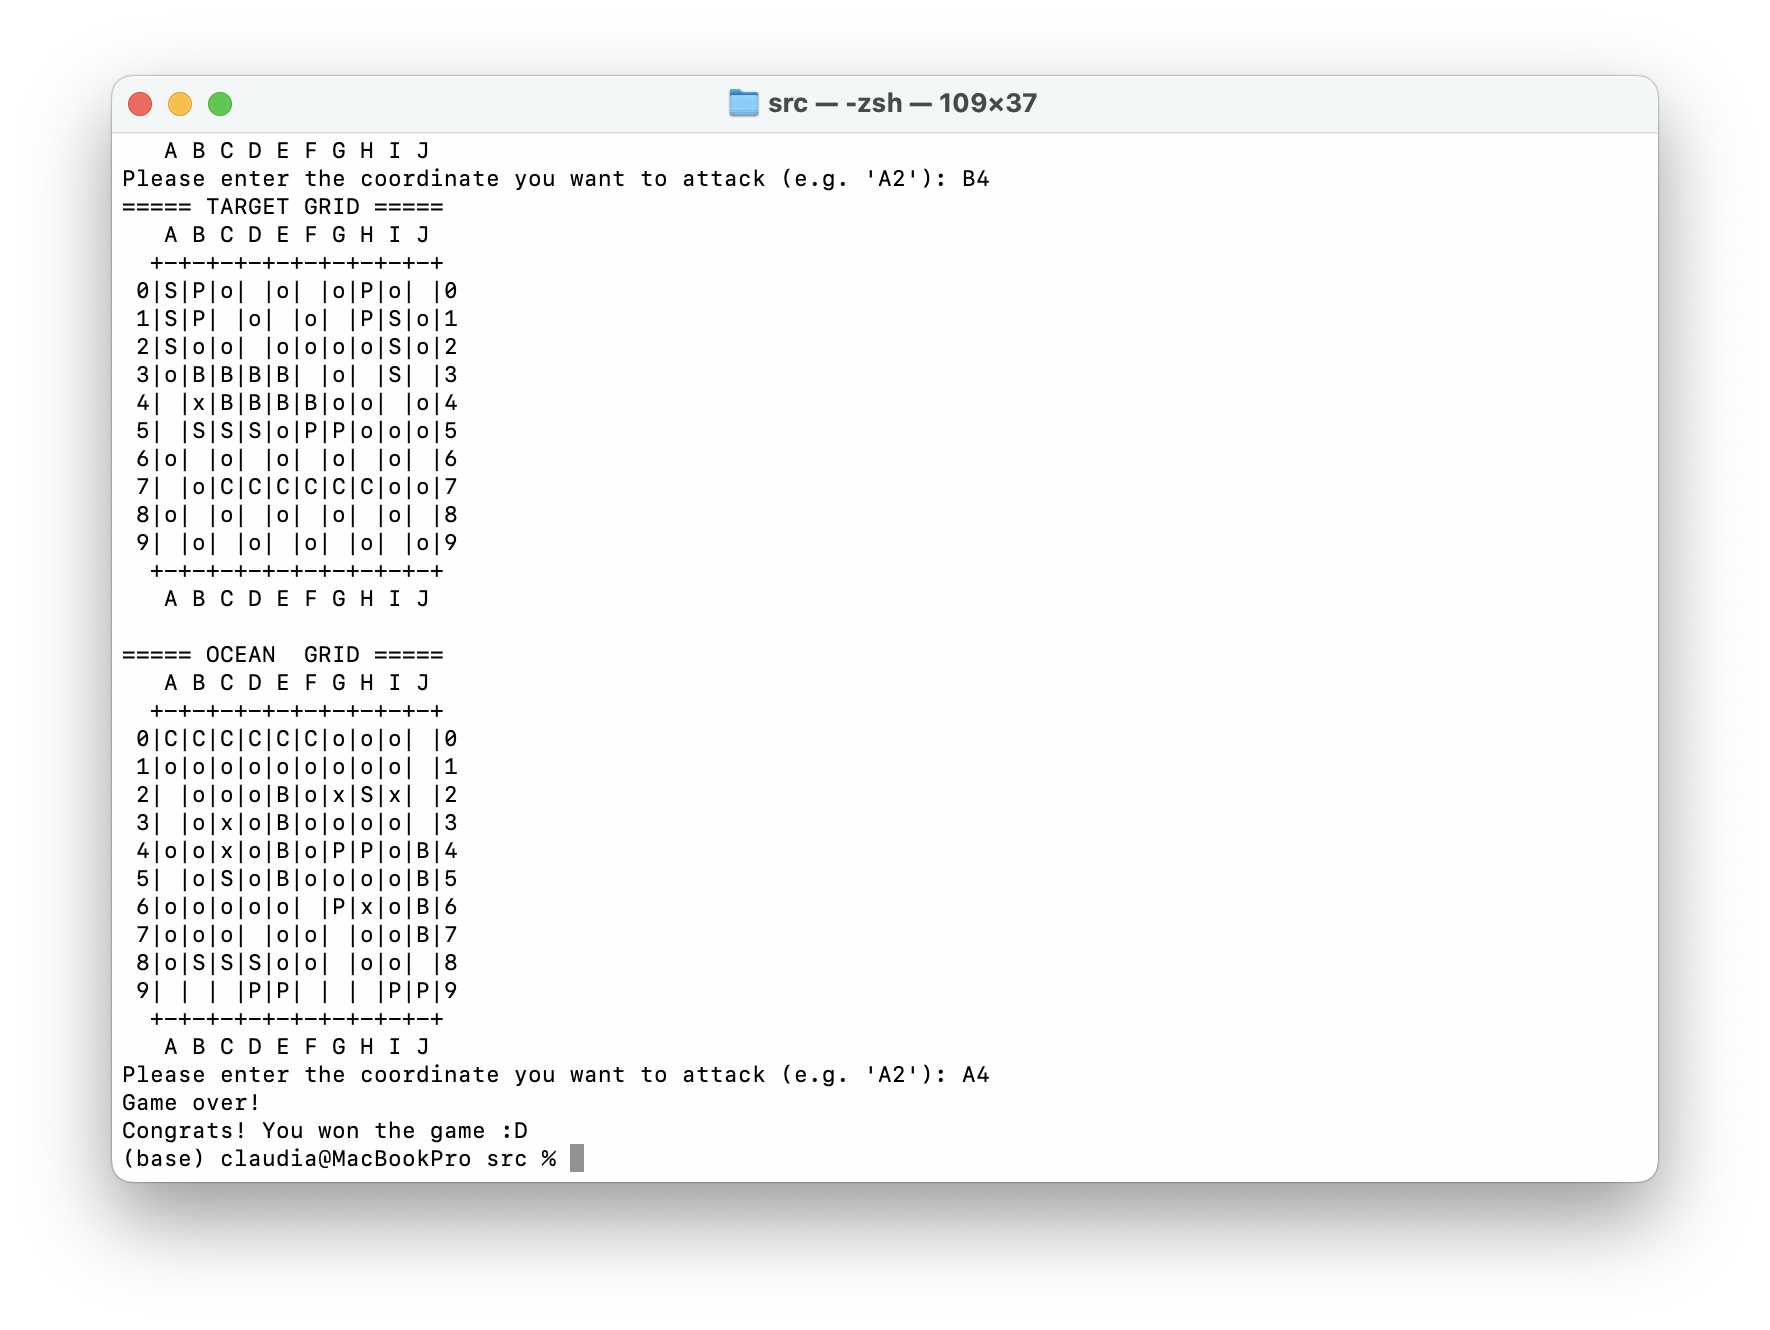 src — -zsh — 109×37
   A B C D E F G H I J
Please enter the coordinate you want to attack (e.g. 'A2'): B4
===== TARGET GRID =====
   A B C D E F G H I J
  +-+-+-+-+-+-+-+-+-+-+
 0|S|P|o| |o| |o|P|o| |0
 1|S|P| |o| |o| |P|S|o|1
 2|S|o|o| |o|o|o|o|S|o|2
 3|o|B|B|B|B| |o| |S| |3
 4| |x|B|B|B|B|o|o| |o|4
 5| |S|S|S|o|P|P|o|o|o|5
 6|o| |o| |o| |o| |o| |6
 7| |o|C|C|C|C|C|C|o|o|7
 8|o| |o| |o| |o| |o| |8
 9| |o| |o| |o| |o| |o|9
  +-+-+-+-+-+-+-+-+-+-+
   A B C D E F G H I J
===== OCEAN  GRID =====
   A B C D E F G H I J
  +-+-+-+-+-+-+-+-+-+-+
 0|C|C|C|C|C|C|o|o|o| |0
 1|o|o|o|o|o|o|o|o|o| |1
 2| |o|o|o|B|o|x|S|x| |2
 3| |o|x|o|B|o|o|o|o| |3
 4|o|o|x|o|B|o|P|P|o|B|4
 5| |o|S|o|B|o|o|o|o|B|5
 6|o|o|o|o|o| |P|x|o|B|6
 7|o|o|o| |o|o| |o|o|B|7
 8|o|S|S|S|o|o| |o|o| |8
 9| | | |P|P| | | |P|P|9
  +-+-+-+-+-+-+-+-+-+-+
   A B C D E F G H I J
Please enter the coordinate you want to attack (e.g. 'A2'): A4
Game over!
Congrats! You won the game :D
(base) claudia@MacBookPro src %